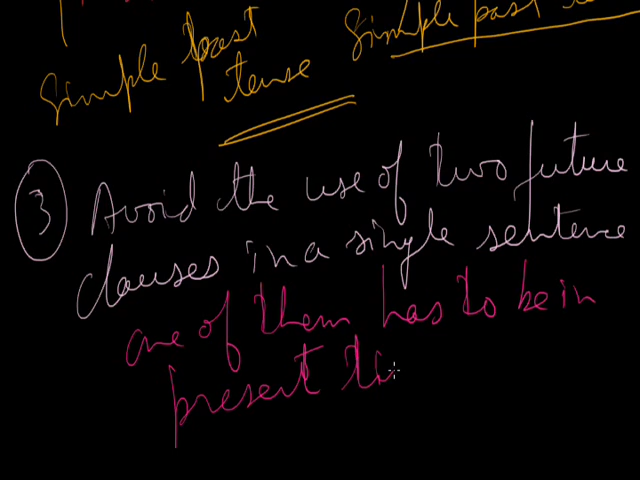 simple past simple past
tense
3 Avoid the use of two future
clauses in a single sentence
one of them has to be in
present